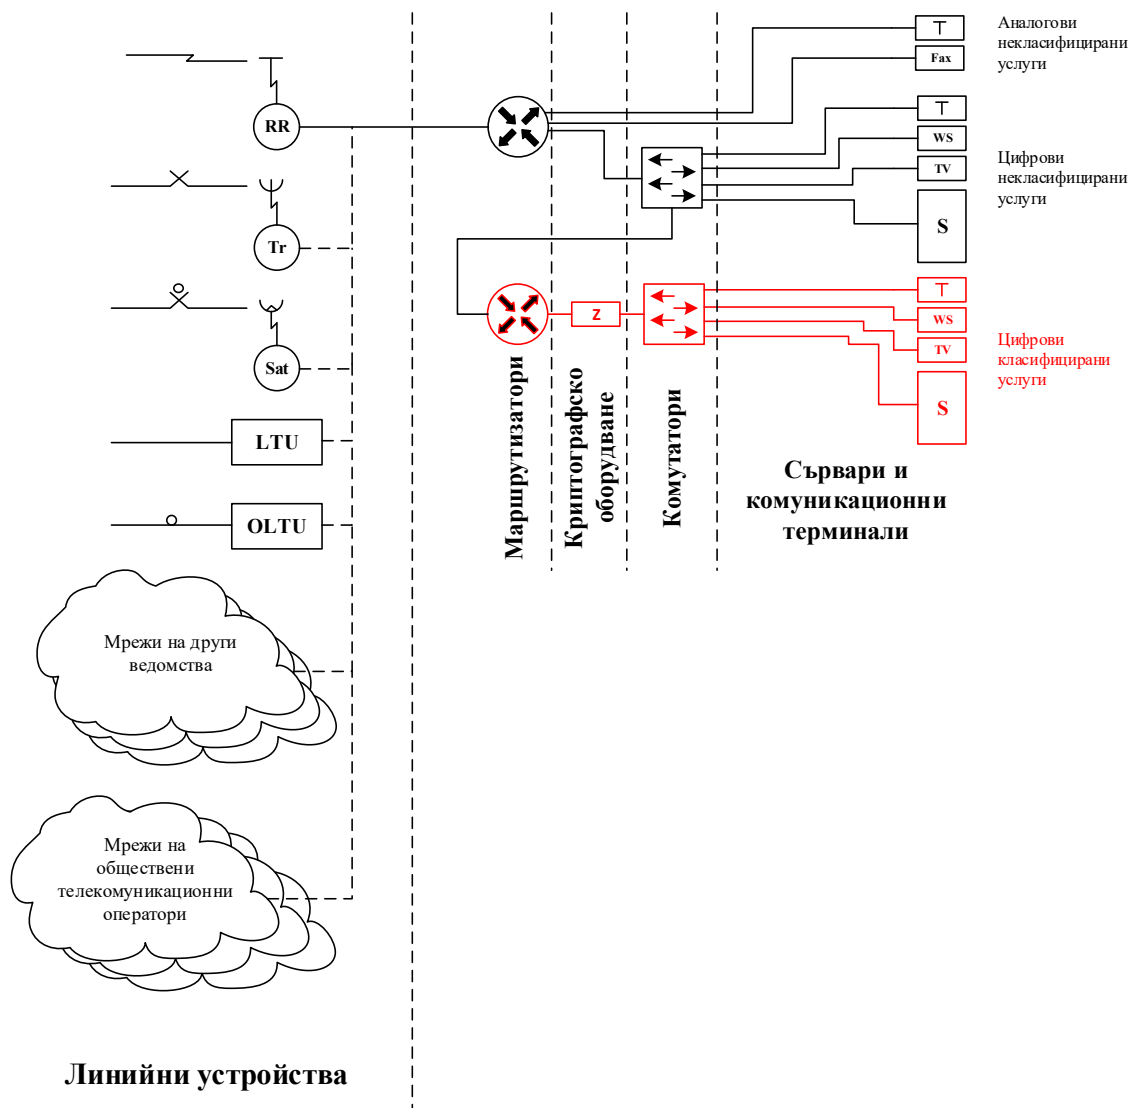 Аналогови
некласифицирани
услуги
T
Fax
RR
T
WS
TV
S
Цифрови
некласифицирани
услуги
Tr
Z
T
WS
TV
S
Цифрови
класифицирани
услуги
Sat
LTU
OLTU
Маршрутизатори
Криптографско
оборудване
Комутатори
Сървари и
комуникационни
терминали
Мрежи на други
ведомства
Мрежи на
обществени
телекомуникационни
оператори
Линийни устройства